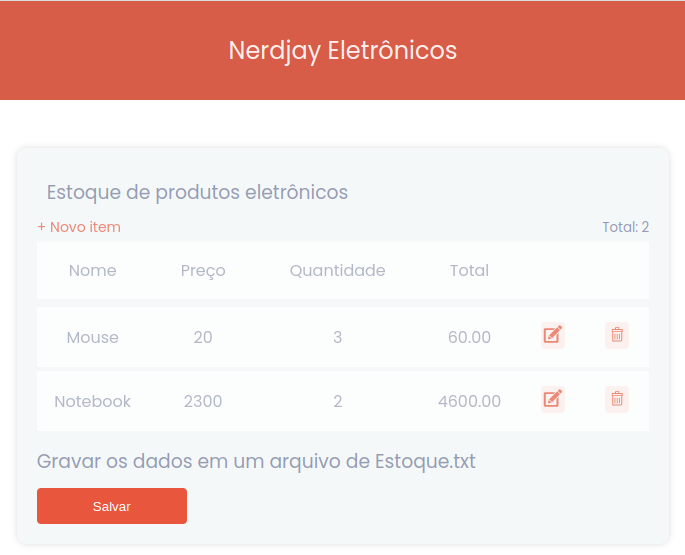 Nerdjay Eletrônicos
Estoque de produtos eletrônicos
+ Novo item Total: 2
Nome Preço Quantidade Total
Mouse 20 3 60.00
Notebook 2300 2 4600.00
Gravar os dados em um arquivo de Estoque.txt
Salvar